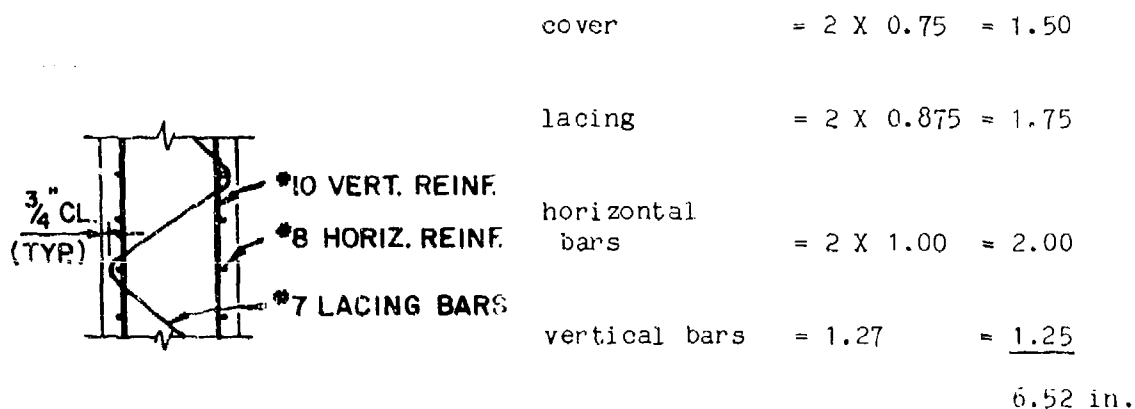 cover = 2 X 0.75 = 1.50
lacing = 2 X 0.875 = 1.75
3/4" CL.
(TYP.)
#10 VERT. REINF.
#8 HORIZ. REINF.
#7 LACING BARS
horizontal
bars = 2 X 1.00 = 2.00
vertical bars = 1.27 = 1.25
6.52 in.